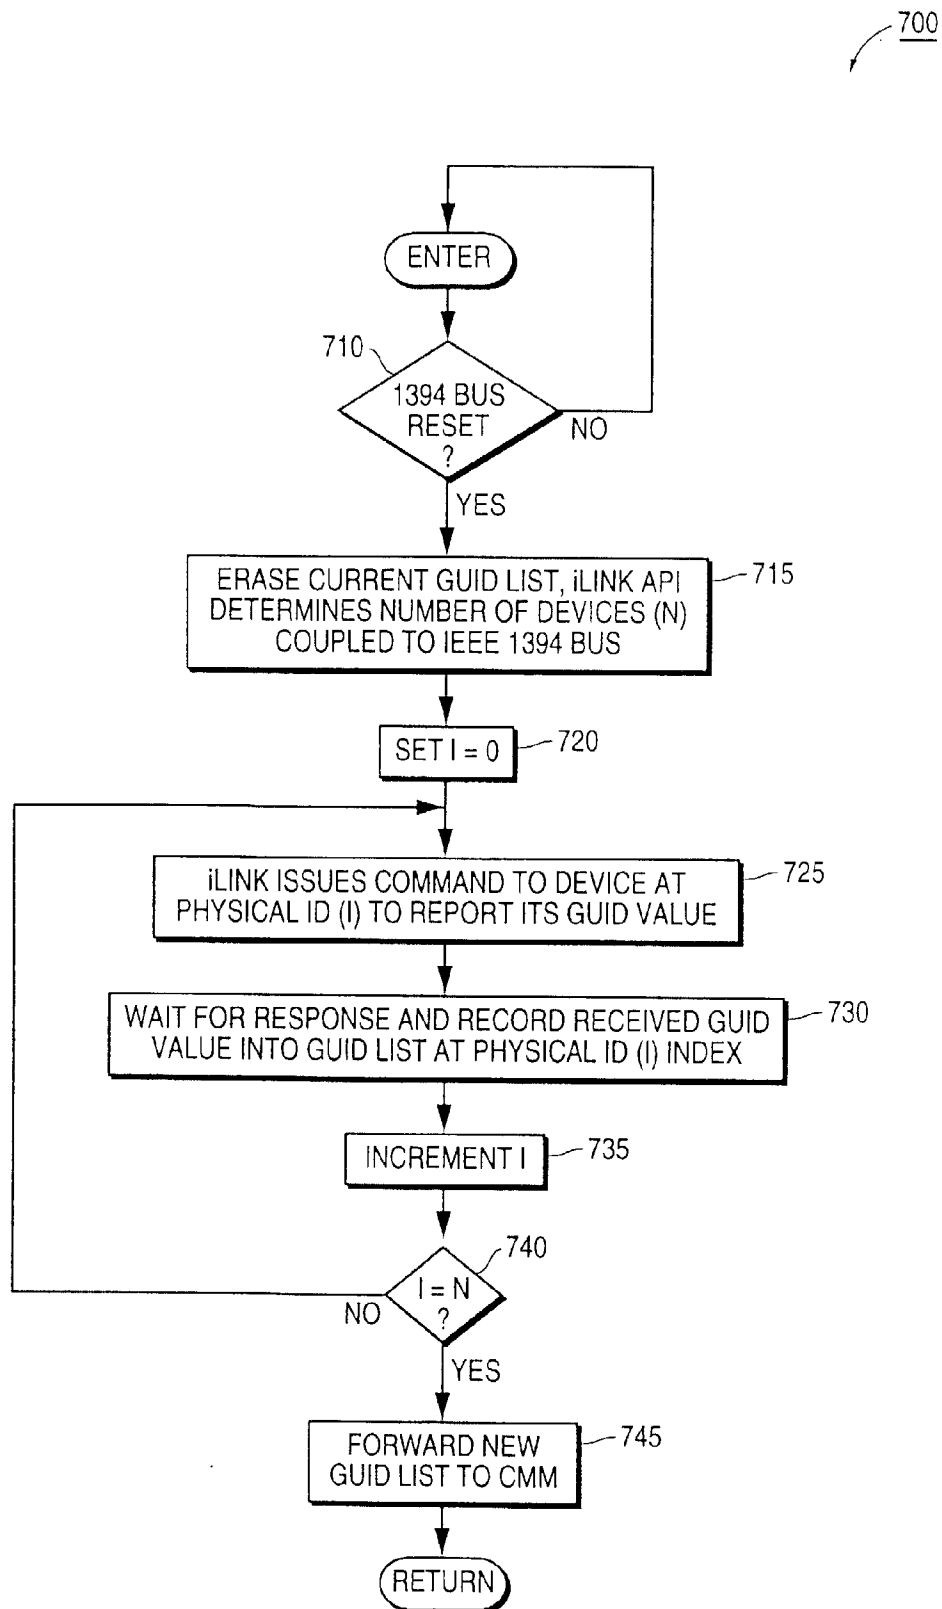 700
ENTER
710
1394 BUS
RESET
?
NO
YES
ERASE CURRENT GUID LIST, iLINK API
DETERMINES NUMBER OF DEVICES (N)
COUPLED TO IEEE 1394 BUS
715
SET I = 0
720
iLINK ISSUES COMMAND TO DEVICE AT
PHYSICAL ID (I) TO REPORT ITS GUID VALUE
725
WAIT FOR RESPONSE AND RECORD RECEIVED GUID
VALUE INTO GUID LIST AT PHYSICAL ID (I) INDEX
730
INCREMENT I
735
740
I = N
?
NO
YES
FORWARD NEW
GUID LIST TO CMM
745
RETURN